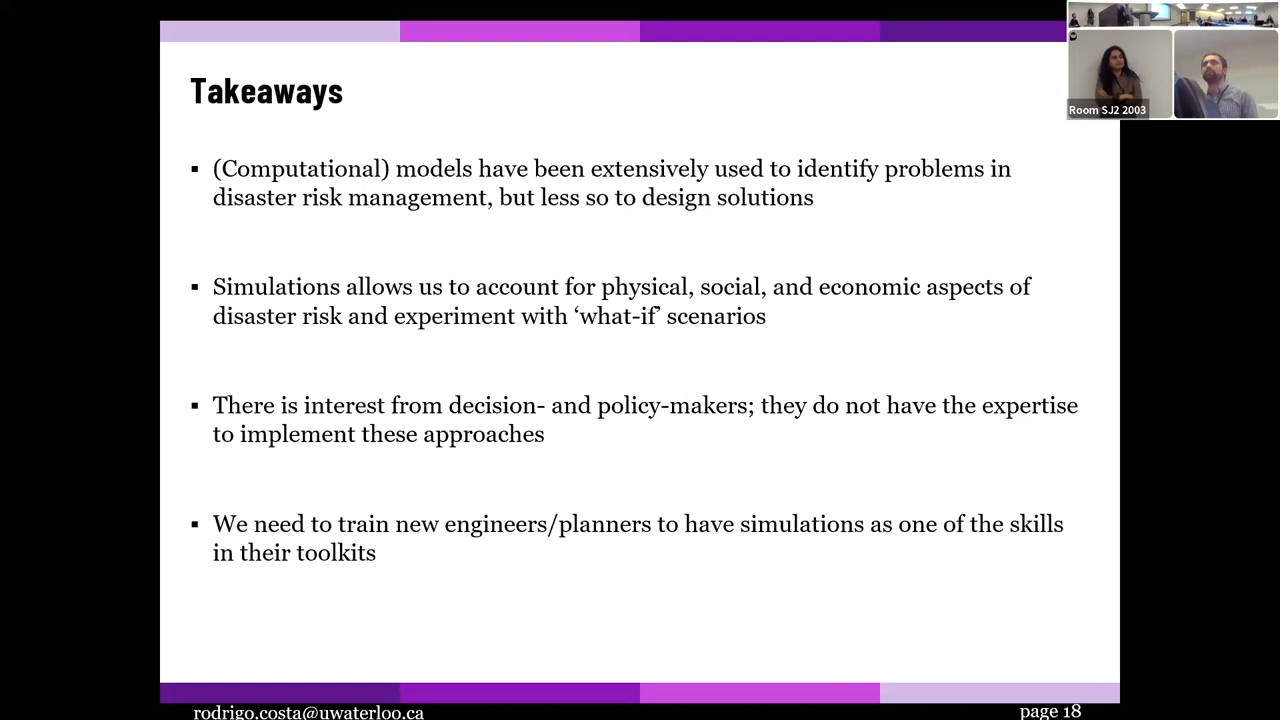 Takeaways
Room SJ2 2003
▪ (Computational) models have been extensively used to identify problems in
disaster risk management, but less so to design solutions
▪ Simulations allows us to account for physical, social, and economic aspects of
disaster risk and experiment with ‘what-if’ scenarios
▪ There is interest from decision- and policy-makers; they do not have the expertise
to implement these approaches
▪ We need to train new engineers/planners to have simulations as one of the skills
in their toolkits
rodrigo.costa@uwaterloo.ca
page 18